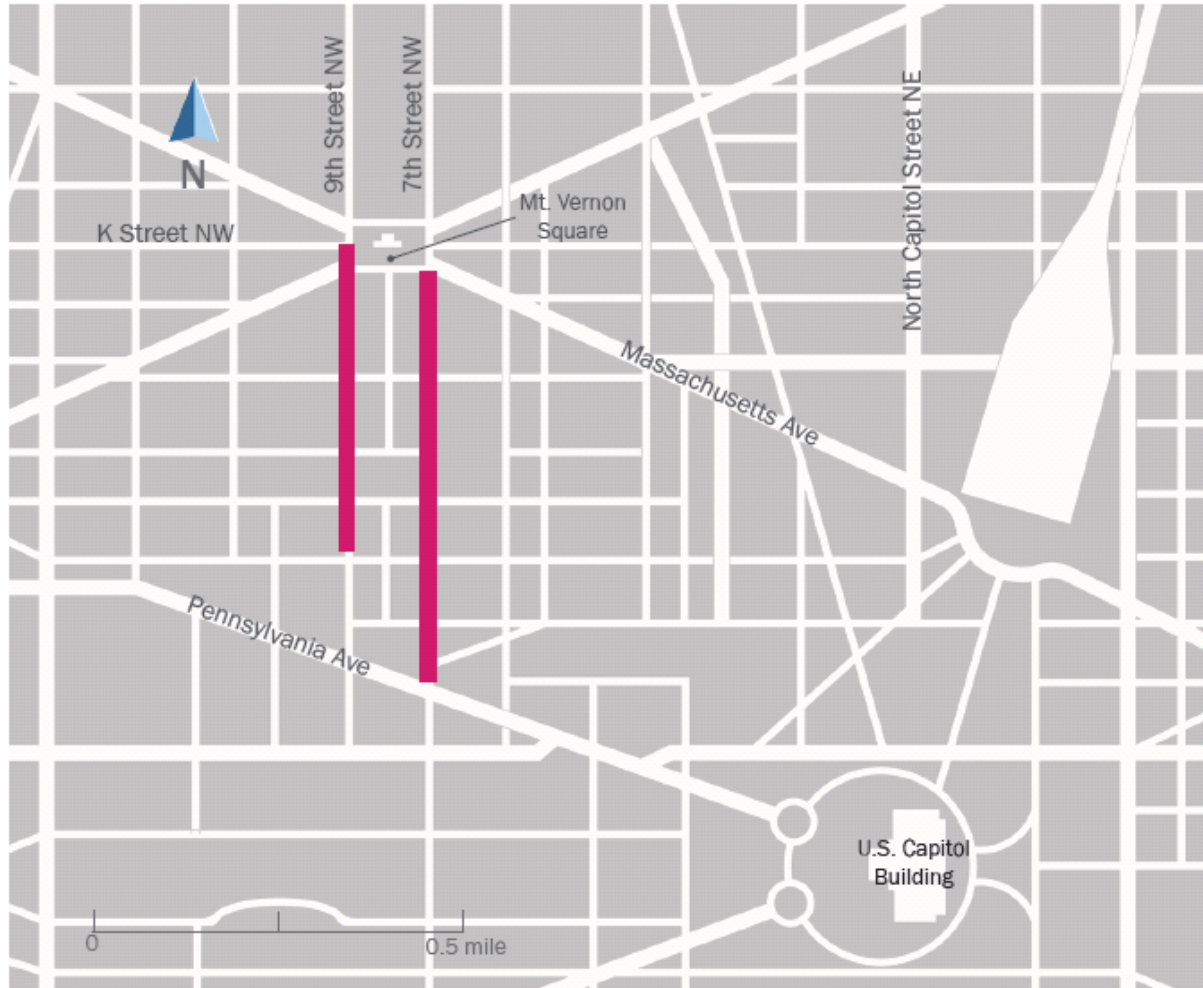 9th Street NW
7th Street NW
North Capitol Street NE
N
Mt. Vernon
Square
K Street NW
Massachusetts Ave
Pennsylvania Ave
U.S. Capitol
Building
0
0.5 mile